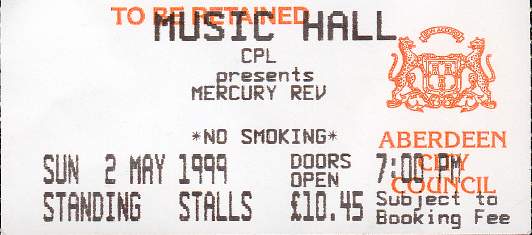 TO BE RETAINED
MUSIC HALL
CPL
presents
MERCURY REV
*NO SMOKING*
ABERDEEN
CITY
COUNCIL
SUN 2 MAY 1999 DOORS OPEN 7:00 PM
STANDING STALLS £10.45 Subject to
Booking Fee